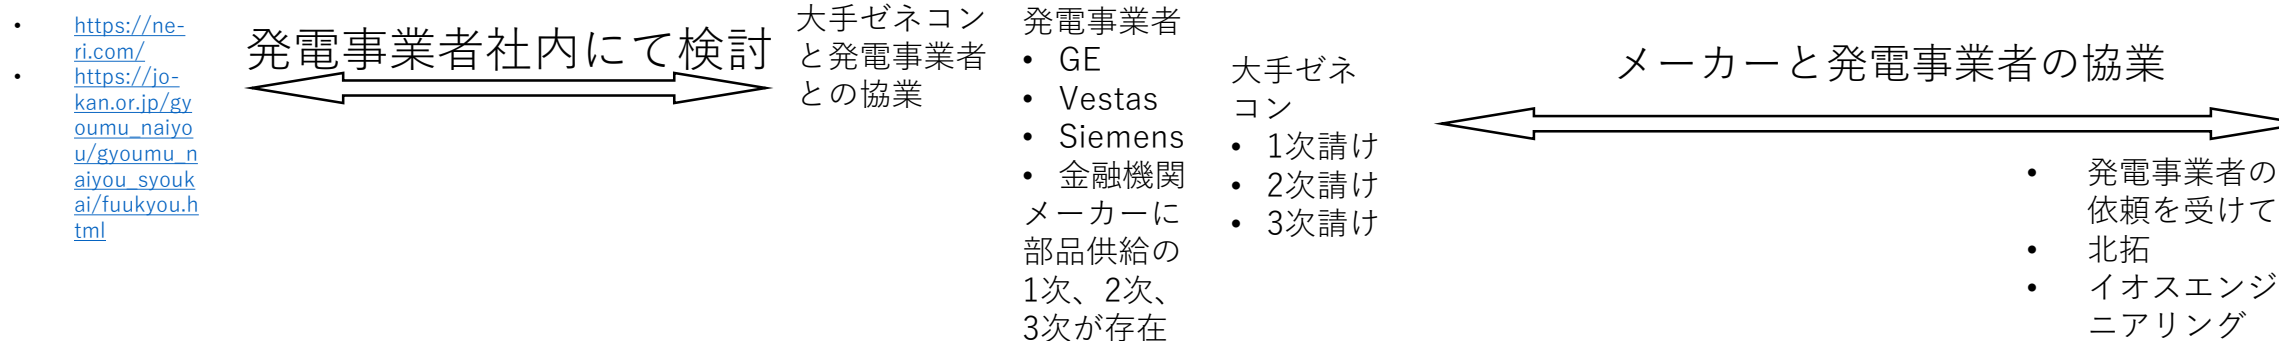 • https://ne-
ri.com/
• https://jo-
kan.or.jp/gy
oumu_naiyo
u/gyoumu_n
aiyou_syouk
ai/fuukyou.h
tml
発電事業者社内にて検討
大手ゼネコン
と発電事業者
との協業
発電事業者
• GE
• Vestas
• Siemens
• 金融機関
メーカーに
部品供給の
1次、2次、
3次が存在
大手ゼネ
コン
• 1次請け
• 2次請け
• 3次請け
メーカーと発電事業者の協業
• 発電事業者の
依頼を受けて
• 北拓
• イオスエンジ
ニアリング